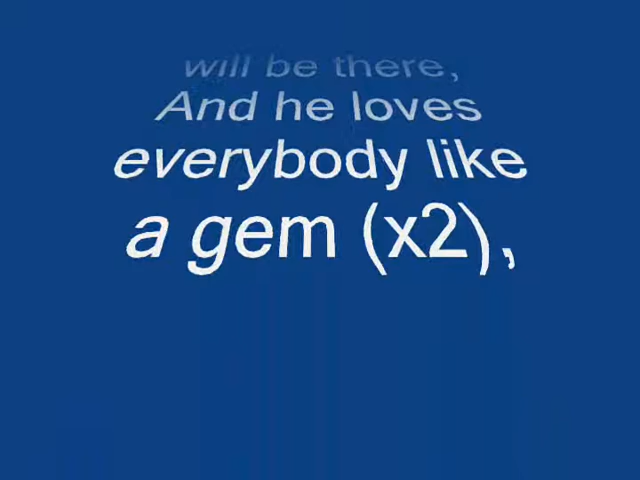 will be there,
And he loves
everybody like
a gem (x2),